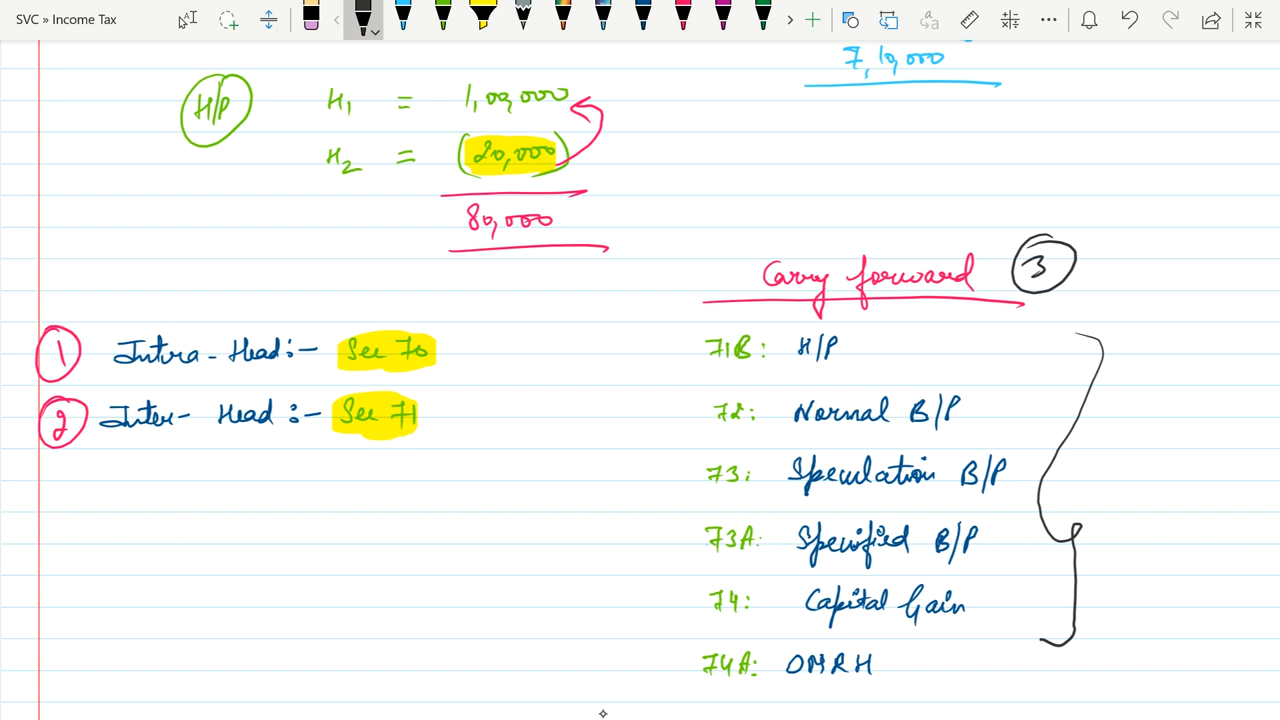 SVC » Income Tax
7,10,000
H/P H1 = 1,00,000
H2 = (20,000)
80,000
Carry forward 3
1 Intra-Head:- Sec 70
2 Inter-Head:- Sec 71
71B: H/P
72: Normal B/P
73: Speculation B/P
73A: Specified B/P
74: Capital Gain
74A: OMRH